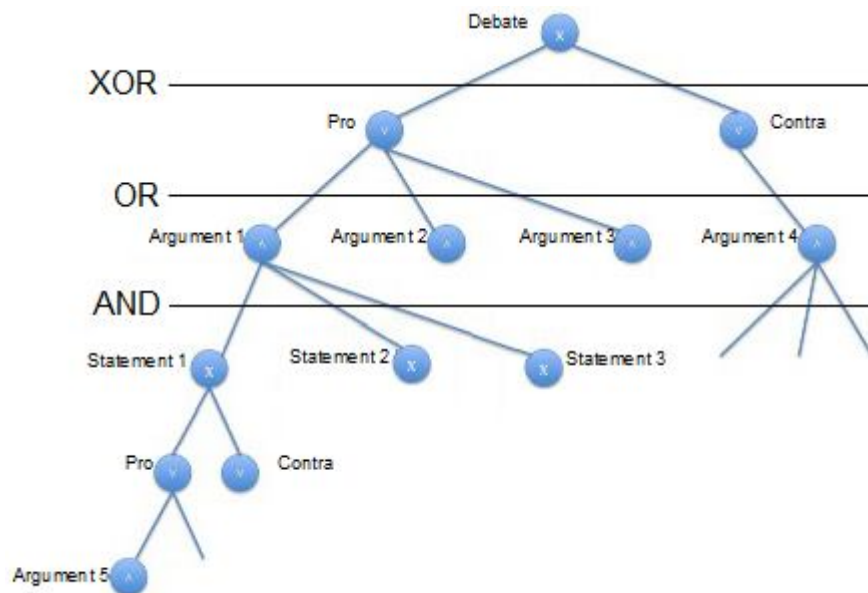 Debate
x
XOR
Pro
v
v
Contra
OR
Argument 1
^
Argument 2
^
Argument 3
^
Argument 4
^
AND
Statement 1
x
Statement 2
x
x
Statement 3
Pro
v
v
Contra
Argument 5
^